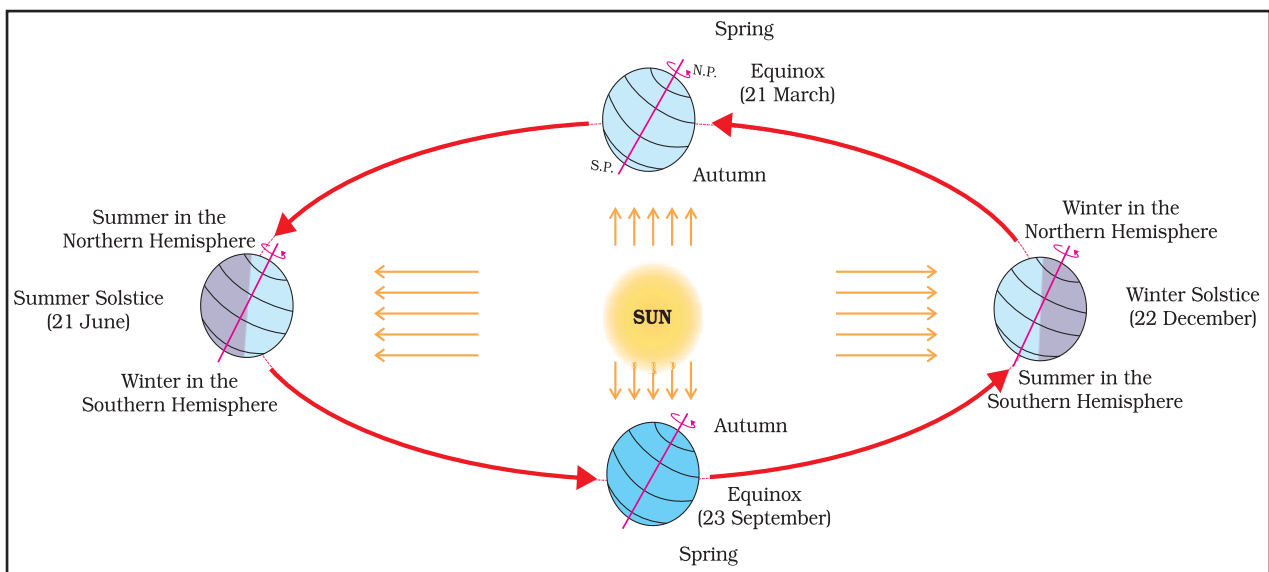 Spring
N.P.
Equinox
(21 March)
S.P.
Autumn
Summer in the
Northern Hemisphere
Summer Solstice
(21 June)
Winter in the
Southern Hemisphere
SUN
Winter in the
Northern Hemisphere
Winter Solstice
(22 December)
Summer in the
Southern Hemisphere
Autumn
Equinox
(23 September)
Spring